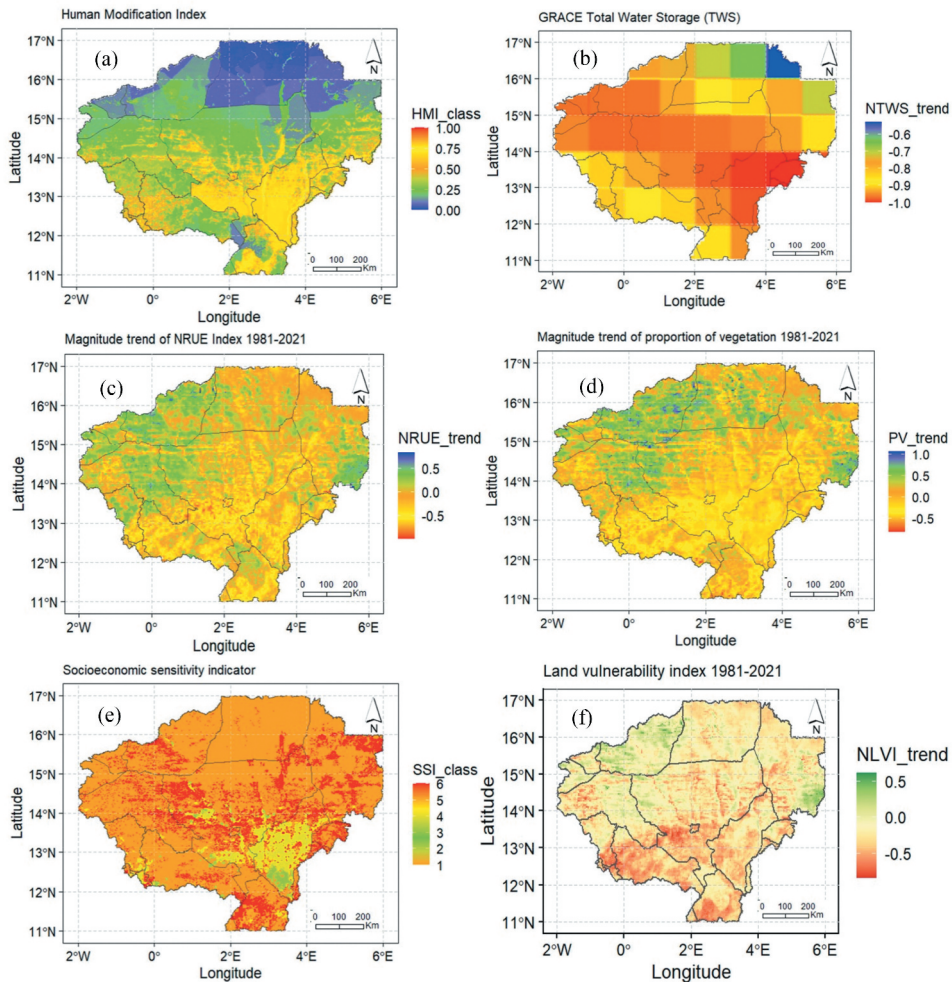 Human Modification Index
(a)
N
17°N
16°N
15°N
14°N
13°N
12°N
11°N
Latitude
HMI_class
1.00
0.75
0.50
0.25
0.00
0 100 200
Km
2°W 0° 2°E 4°E 6°E
Longitude
GRACE Total Water Storage (TWS)
(b)
N
17°N
16°N
15°N
14°N
13°N
12°N
11°N
Latitude
NTWS_trend
-0.6
-0.7
-0.8
-0.9
-1.0
0 100 200
Km
2°W 0° 2°E 4°E 6°E
Longitude
Magnitude trend of NRUE Index 1981-2021
(c)
N
17°N
16°N
15°N
14°N
13°N
12°N
11°N
Latitude
NRUE_trend
0.5
0.0
-0.5
0 100 200
Km
2°W 0° 2°E 4°E 6°E
Longitude
Magnitude trend of proportion of vegetation 1981-2021
(d)
N
17°N
16°N
15°N
14°N
13°N
12°N
11°N
Latitude
PV_trend
1.0
0.5
0.0
-0.5
0 100 200
Km
2°W 0° 2°E 4°E 6°E
Longitude
Socioeconomic sensitivity indicator
(e)
N
17°N
16°N
15°N
14°N
13°N
12°N
11°N
Latitude
SSI_class
6
5
4
3
2
1
0 100 200
Km
2°W 0° 2°E 4°E 6°E
Longitude
Land vulnerability index 1981-2021
(f)
N
17°N
16°N
15°N
14°N
13°N
12°N
11°N
Latitude
NLVI_trend
0.5
0.0
-0.5
0 100 200
Km
2°W 0° 2°E 4°E 6°E
Longitude